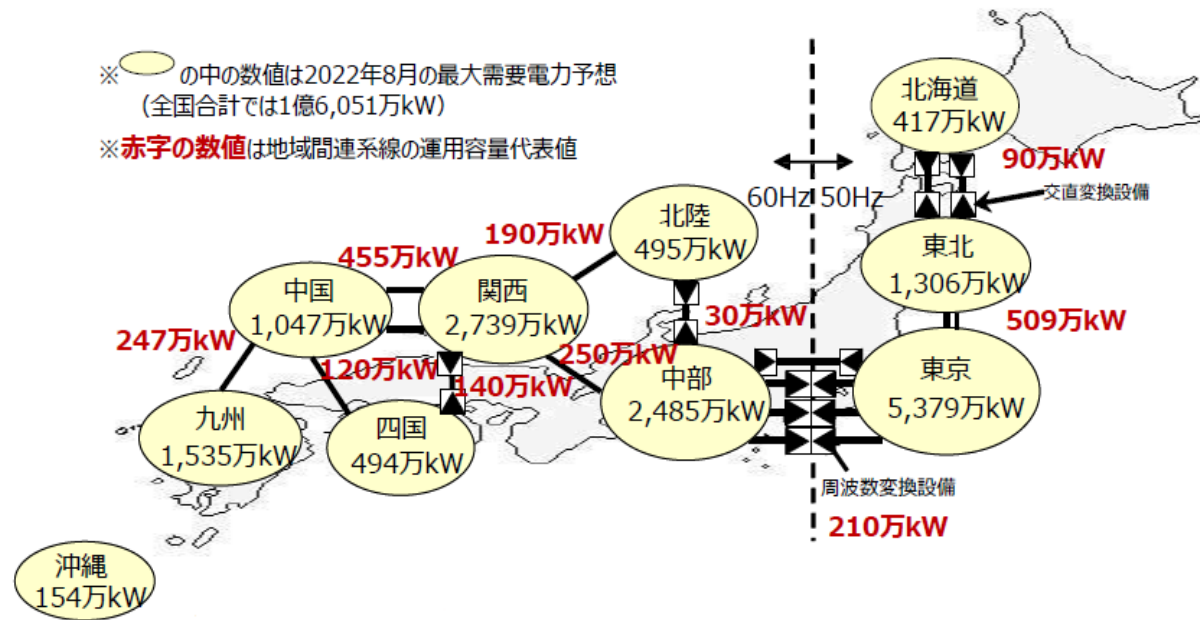 ※ の中の数値は2022年8月の最大需要電力予想
（全国合計では1億6,051万kW）
※赤字の数値は地域間連系線の運用容量代表値
北海道
417万kW
90万kW
交直変換設備
60Hz 50Hz
北陸
495万kW
190万kW
東北
1,306万kW
455万kW
中国
1,047万kW
関西
2,739万kW
30万kW
509万kW
247万kW
120万kW
140万kW
250万kW
中部
2,485万kW
東京
5,379万kW
九州
1,535万kW
四国
494万kW
周波数変換設備
210万kW
沖縄
154万kW